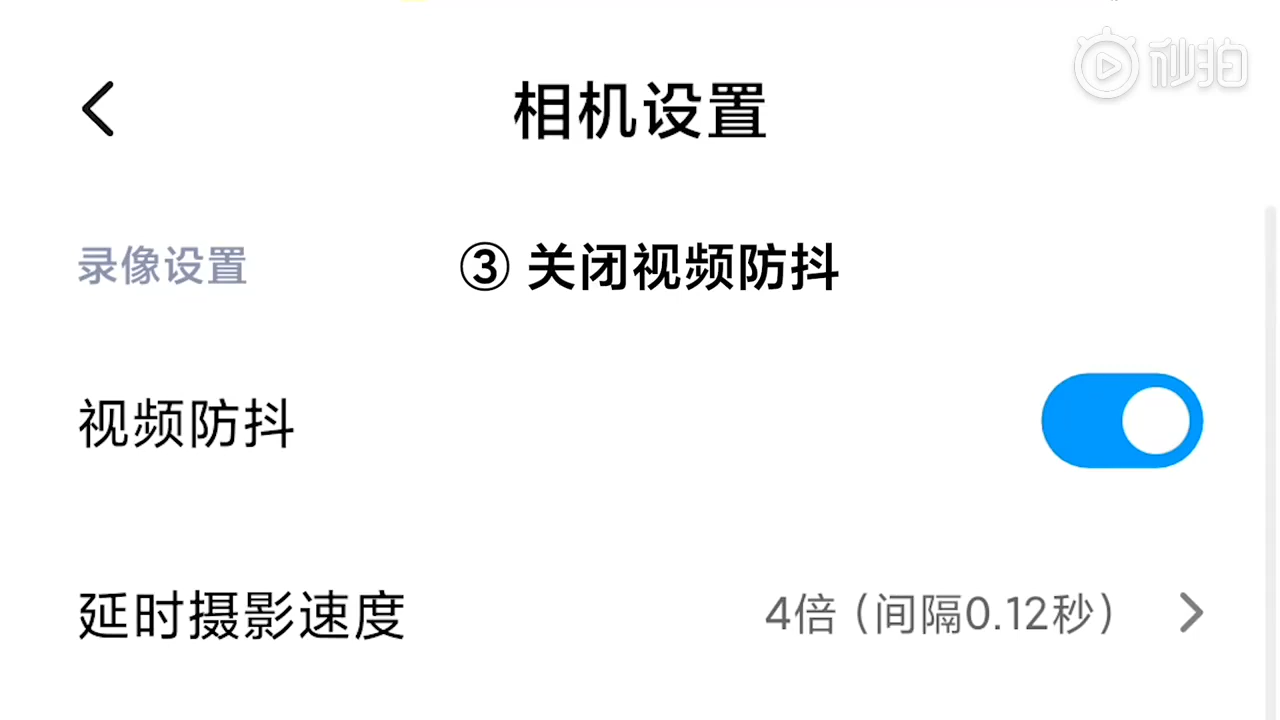 秒拍
相机设置
录像设置
③ 关闭视频防抖
视频防抖
延时摄影速度
4倍（间隔0.12秒）